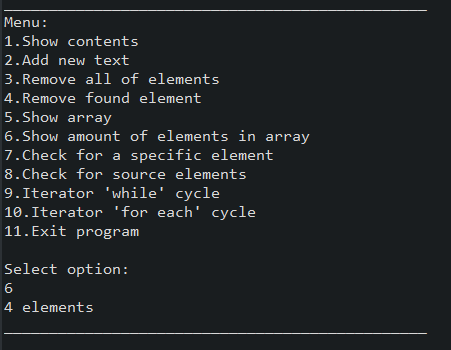 Menu:
1.Show contents
2.Add new text
3.Remove all of elements
4.Remove found element
5.Show array
6.Show amount of elements in array
7.Check for a specific element
8.Check for source elements
9.Iterator 'while' cycle
10.Iterator 'for each' cycle
11.Exit program
Select option:
6
4 elements